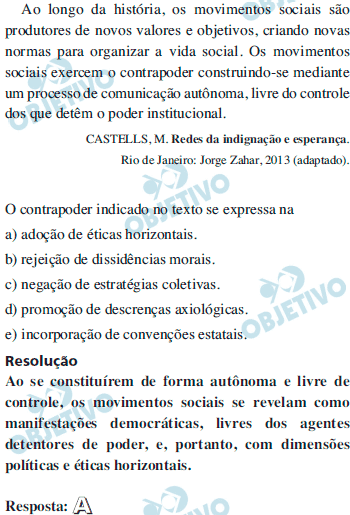 Ao longo da história, os movimentos sociais são
produtores de novos valores e objetivos, criando novas
normas para organizar a vida social. Os movimentos
sociais exercem o contrapoder construindo-se mediante
um processo de comunicação autônoma, livre do controle
dos que detêm o poder institucional.
CASTELLS, M. Redes da indignação e esperança.
Rio de Janeiro: Jorge Zahar, 2013 (adaptado).
O contrapoder indicado no texto se expressa na
a) adoção de éticas horizontais.
b) rejeição de dissidências morais.
c) negação de estratégias coletivas.
d) promoção de descrenças axiológicas.
e) incorporação de convenções estatais.
Resolução
Ao se constituírem de forma autônoma e livre de
controle, os movimentos sociais se revelam como
manifestações democráticas, livres dos agentes
detentores de poder, e, portanto, com dimensões
políticas e éticas horizontais.
Resposta: A
OBJETIVO
OBJETIVO
OBJETIVO
OBJETIVO
OBJETIVO